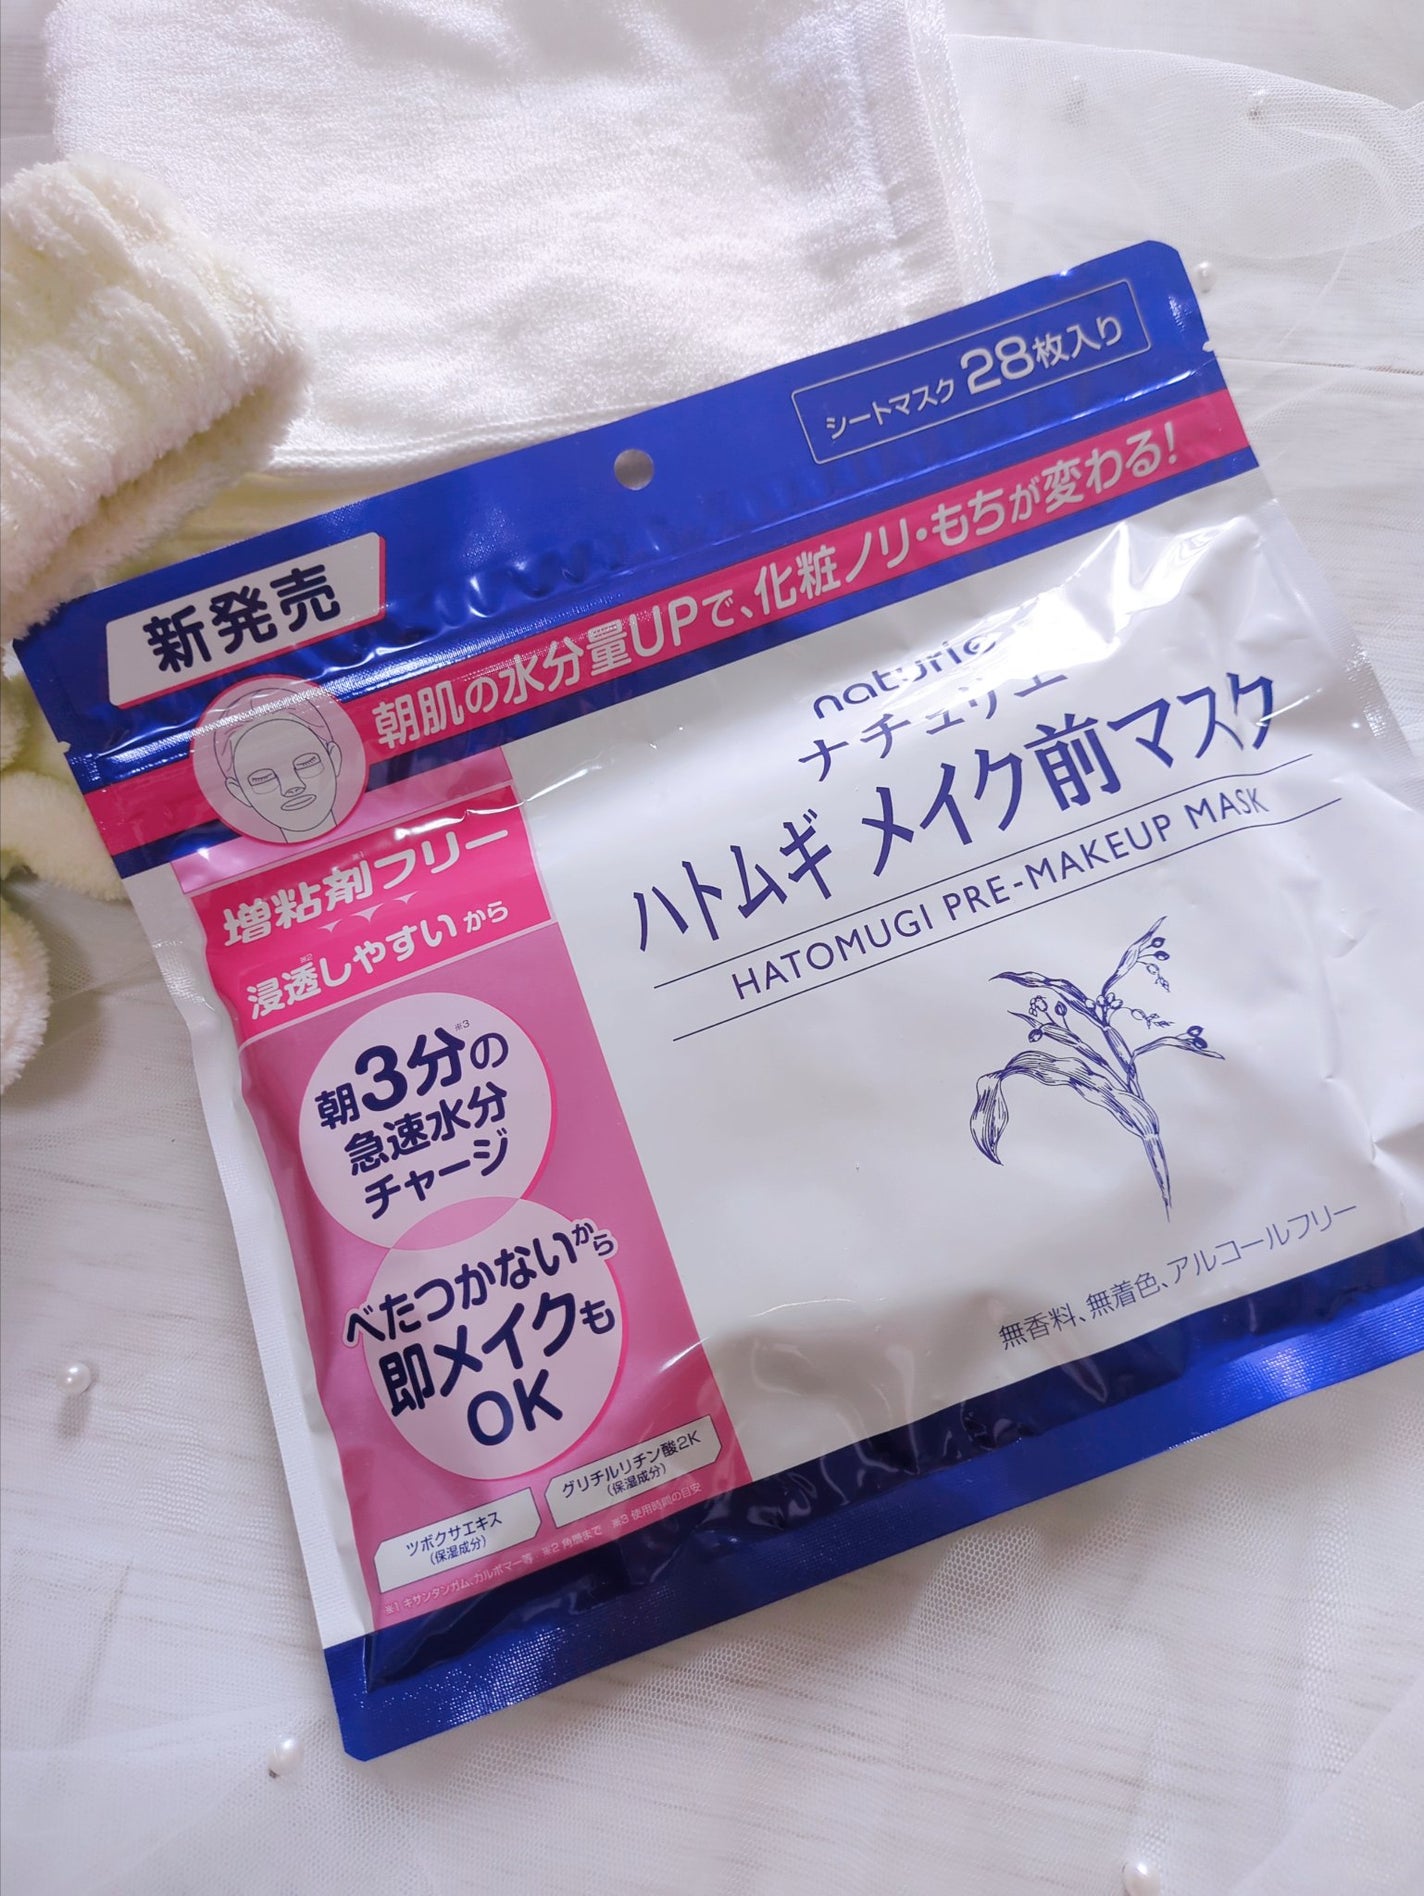 シートマスク 28枚入り
新発売
朝肌の水分量UPで、化粧ノリ・もちが変わる!
naturie
ナチュリエ
ハトムギ メイク前マスク
HATOMUGI PRE-MAKEUP MASK
増粘剤フリー※1
浸透※2しやすいから
朝3分※3の
急速水分
チャージ
べたつかないから
即メイクも
OK
ツボクサエキス
(保湿成分)
グリチルリチン酸2K
(保湿成分)
※1 キサンタンガム、カルボマー等 ※2 角層まで ※3 使用時間の目安
無香料、無着色、アルコールフリー